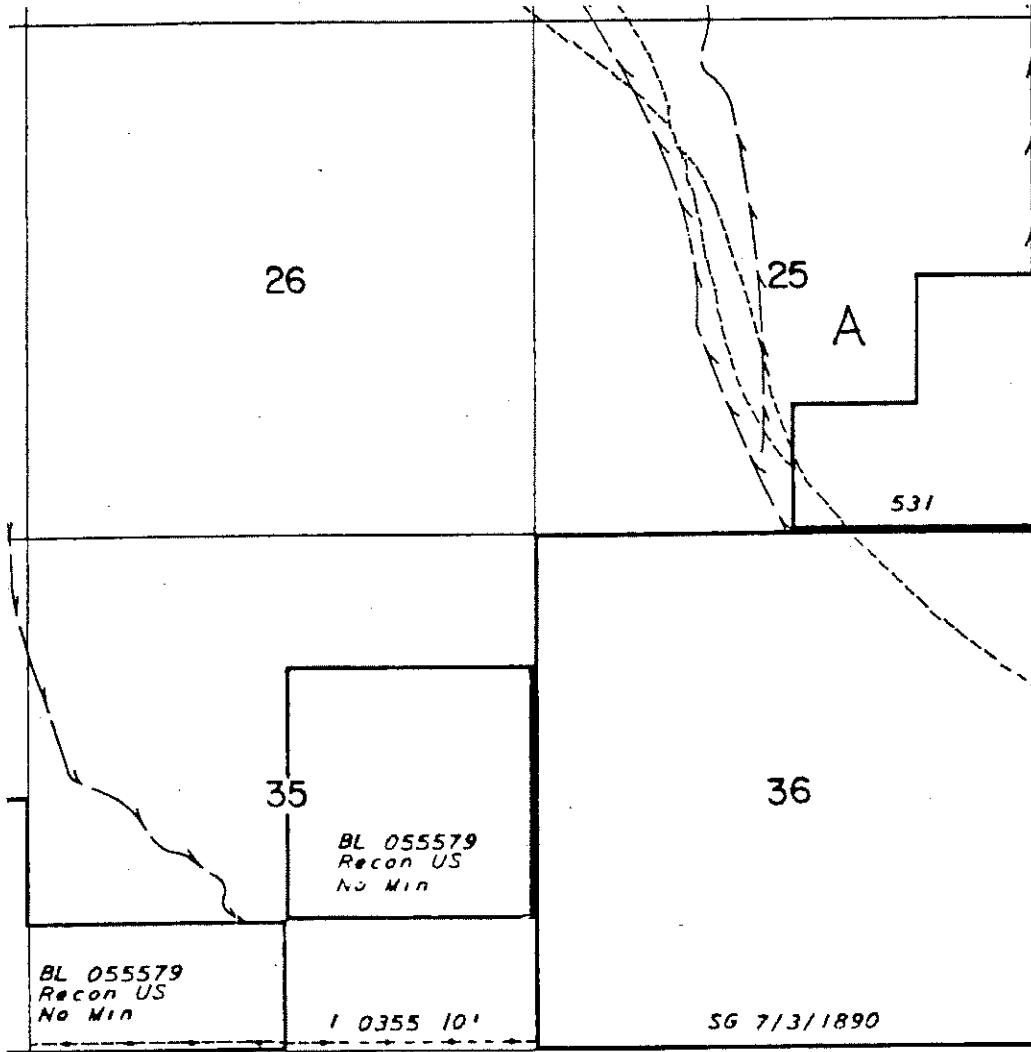 26
25
A
531
35
36
BL 055579
Recon US
No Min
BL 055579
Recon US
No Min
I 0355 10'
SG 7/3/1890